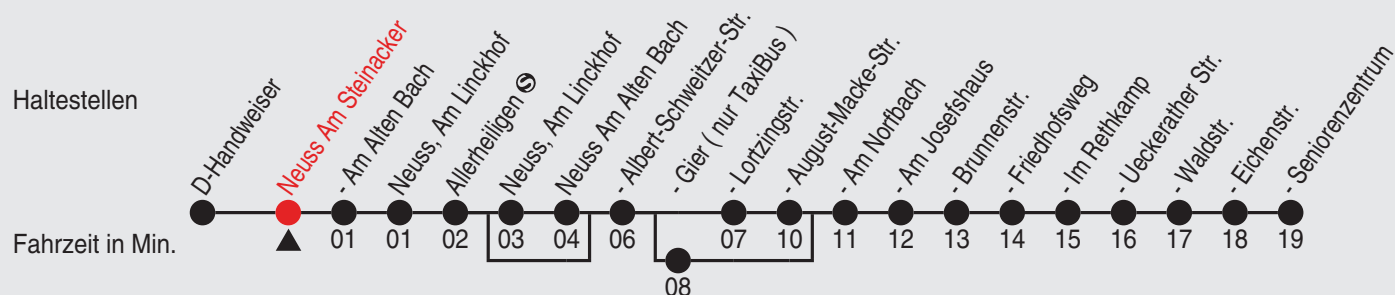 Haltestellen
D-Handweiser
Neuss Am Steinacker
- Am Alten Bach
Neuss, Am Linckhof
Allerheiligen Ⓢ
Neuss, Am Linckhof
Neuss Am Alten Bach
- Albert-Schweitzer-Str.
- Gier ( nur TaxiBus )
- Lortzingstr.
- August-Macke-Str.
- Am Norfbach
- Am Josefshaus
- Brunnenstr.
- Friedhofsweg
- Im Rethkamp
- Ueckerather Str.
- Waldstr.
- Eichenstr.
- Seniorenzentrum
Fahrzeit in Min.
01 01 02 03 04 06 07 10 11 12 13 14 15 16 17 18 19
08